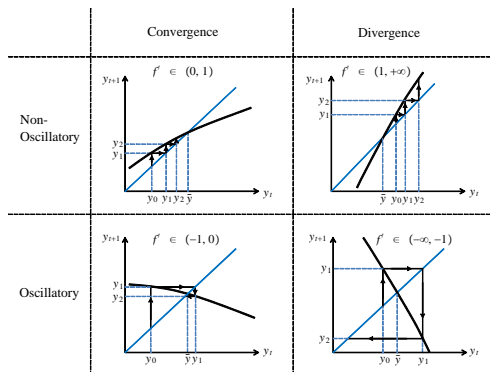 Convergence
Divergence
Non-
Oscillatory
y_{t+1}
f' ∈ (0, 1)
y_2
y_1
y_0 y_1 y_2 ȳ
y_t
y_{t+1}
f' ∈ (1, +∞)
y_2
y_1
ȳ y_0 y_1 y_2
y_t
Oscillatory
y_{t+1}
f' ∈ (−1, 0)
y_1
y_2
y_0 ȳ y_1
y_t
y_{t+1}
f' ∈ (−∞, −1)
y_1
y_2
y_0 ȳ y_1
y_t